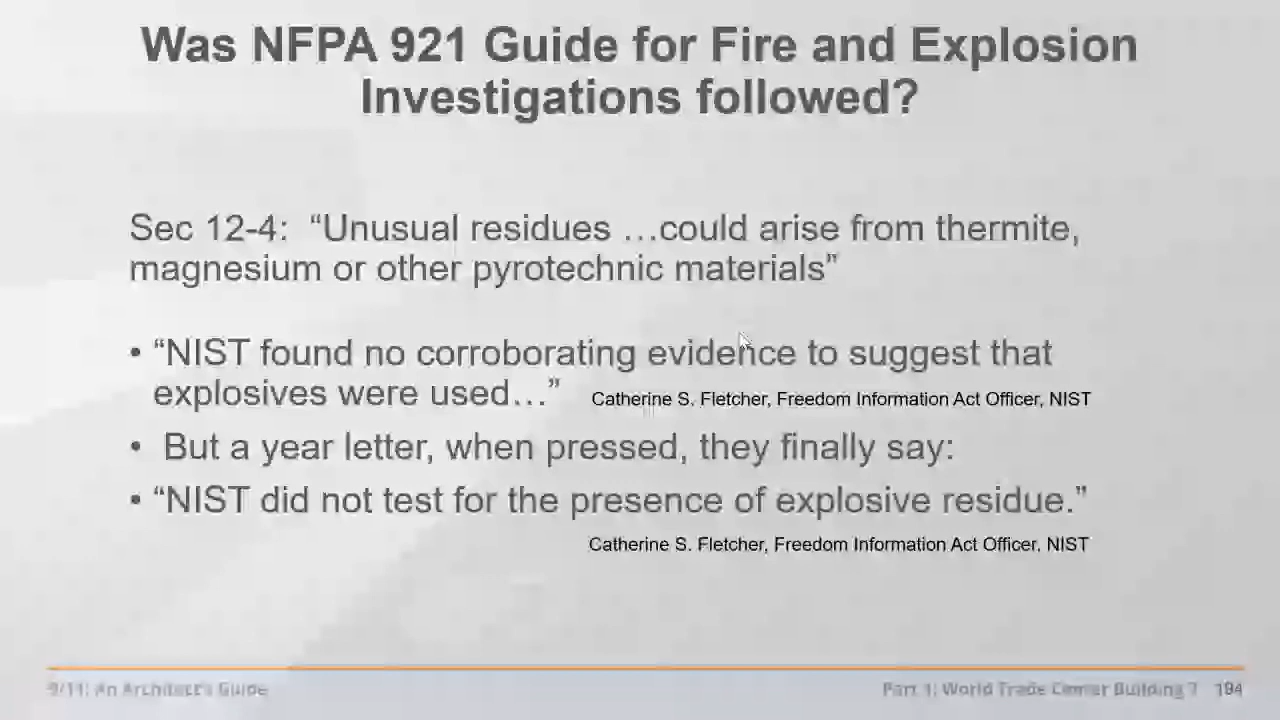 Was NFPA 921 Guide for Fire and Explosion
Investigations followed?
Sec 12-4:  “Unusual residues …could arise from thermite,
magnesium or other pyrotechnic materials”
• “NIST found no corroborating evidence to suggest that
explosives were used…” Catherine S. Fletcher, Freedom Information Act Officer, NIST
• But a year letter, when pressed, they finally say:
• “NIST did not test for the presence of explosive residue.”
Catherine S. Fletcher, Freedom Information Act Officer, NIST
9/11: An Architect's Guide
Part 1: World Trade Center Building 7 194